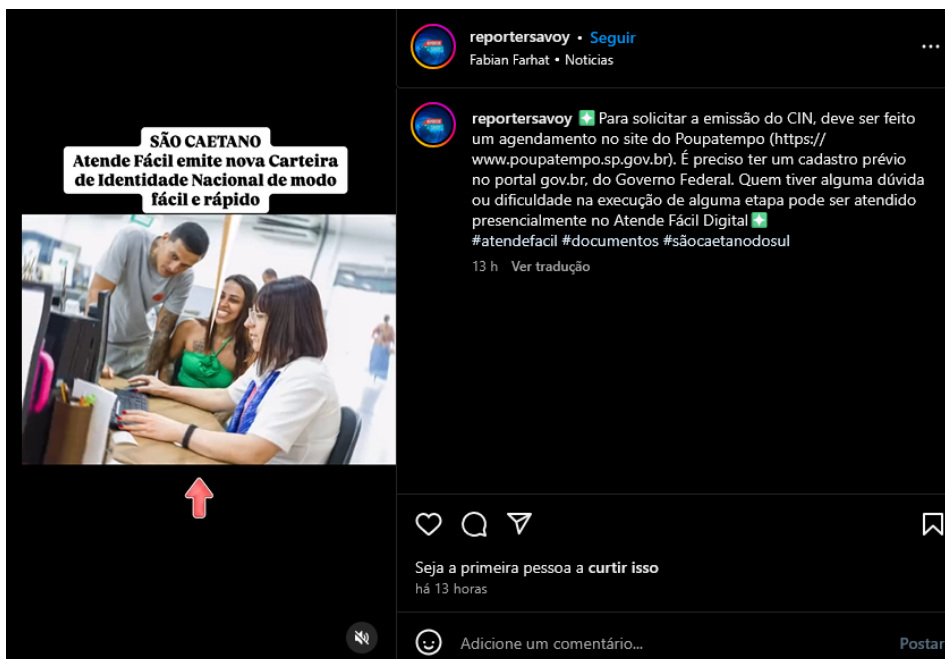 SÃO CAETANO
Atende Fácil emite nova Carteira
de Identidade Nacional de modo
fácil e rápido
reportersavoy • Seguir
Fabian Farhat • Noticias
reportersavoy ❇️ Para solicitar a emissão do CIN, deve ser feito
um agendamento no site do Poupatempo (https://
www.poupatempo.sp.gov.br). É preciso ter um cadastro prévio
no portal gov.br, do Governo Federal. Quem tiver alguma dúvida
ou dificuldade na execução de alguma etapa pode ser atendido
presencialmente no Atende Fácil Digital ❇️
#atendefacil #documentos #sãocaetanodosul
13 h Ver tradução
Seja a primeira pessoa a curtir isso
há 13 horas
Adicione um comentário...
Postar